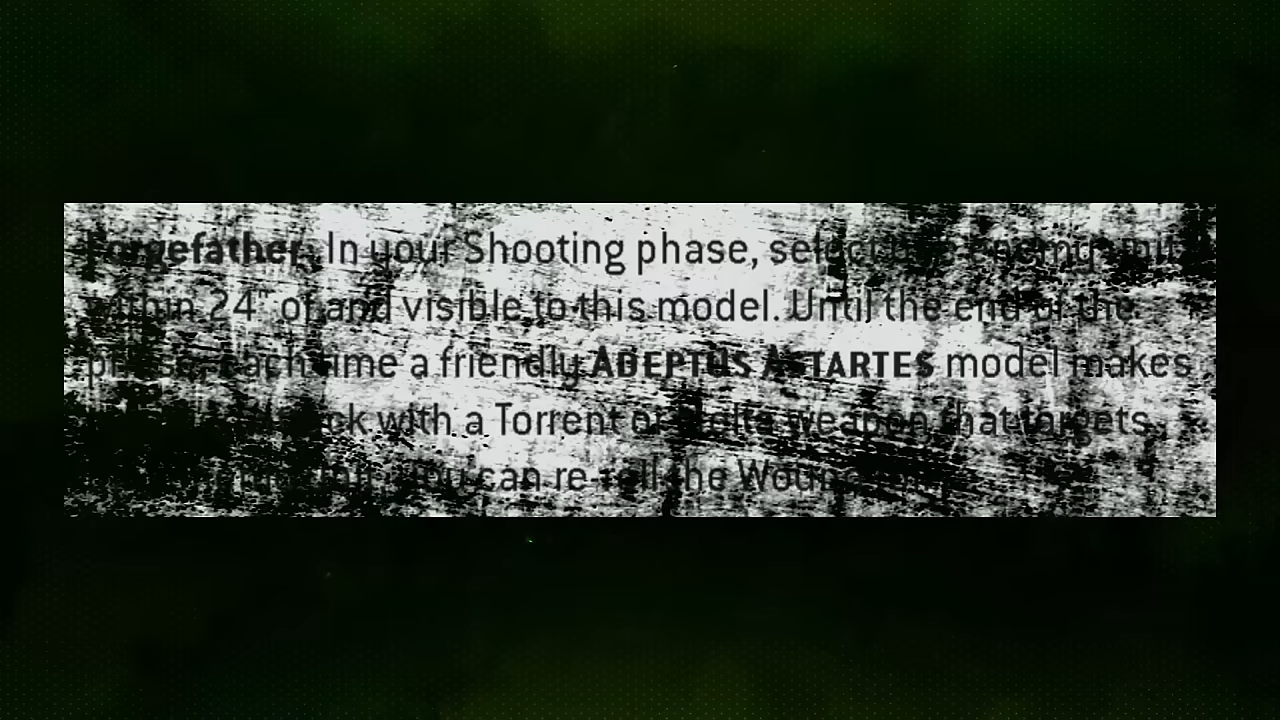 Forgefather: In your Shooting phase, select one enemy unit
within 24" of and visible to this model. Until the end of the
phase, each time a friendly ADEPTUS ASTARTES model makes
attack with a Torrent or Melta weapon that targets
unit, you can re-roll the Wound